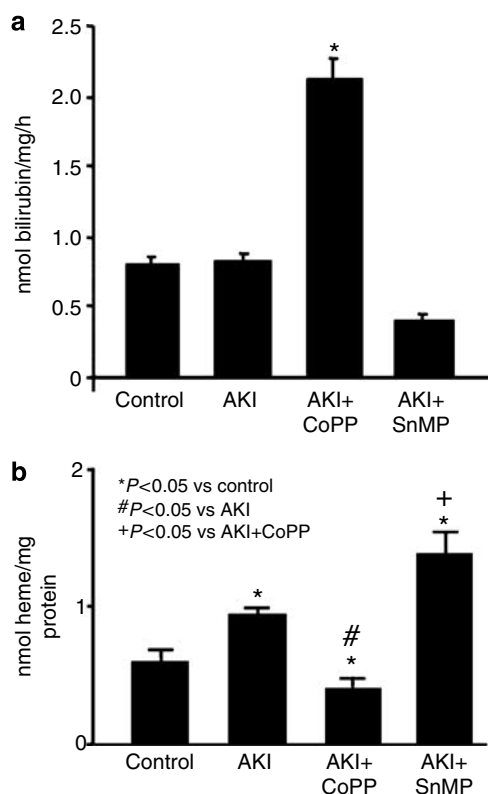 a
2.5
2.0
1.5
1.0
0.5
0
nmol bilirubin/mg/h
*
Control AKI AKI+ AKI+
CoPP SnMP
b
2
1
0
nmol heme/mg
protein
*P<0.05 vs control
#P<0.05 vs AKI
+P<0.05 vs AKI+CoPP
*
#
*
+
*
Control AKI AKI+ AKI+
CoPP SnMP